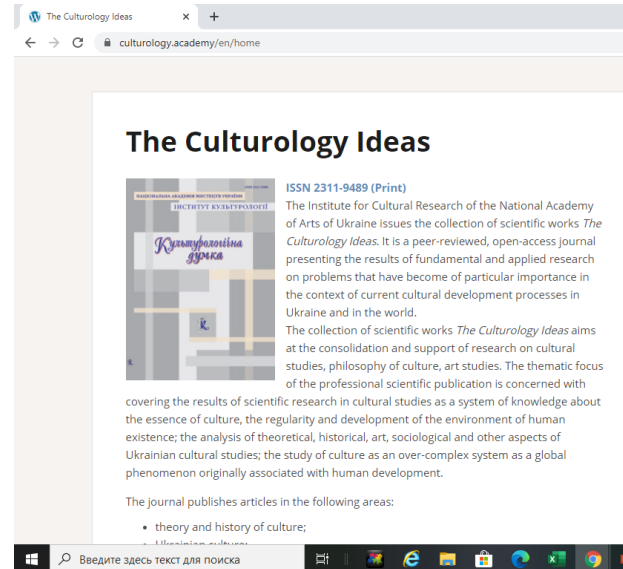 The Culturology Ideas
culturology.academy/en/home
The Culturology Ideas
НАЦІОНАЛЬНА АКАДЕМІЯ МИСТЕЦТВ УКРАЇНИ
ІНСТИТУТ КУЛЬТУРОЛОГІЇ
Культурологічна
думка
ISSN 2311-9489 (Print)
The Institute for Cultural Research of the National Academy
of Arts of Ukraine issues the collection of scientific works The
Culturology Ideas. It is a peer-reviewed, open-access journal
presenting the results of fundamental and applied research
on problems that have become of particular importance in
the context of current cultural development processes in
Ukraine and in the world.
The collection of scientific works The Culturology Ideas aims
at the consolidation and support of research on cultural
studies, philosophy of culture, art studies. The thematic focus
of the professional scientific publication is concerned with
covering the results of scientific research in cultural studies as a system of knowledge about
the essence of culture, the regularity and development of the environment of human
existence; the analysis of theoretical, historical, art, sociological and other aspects of
Ukrainian cultural studies; the study of culture as an over-complex system as a global
phenomenon originally associated with human development.
The journal publishes articles in the following areas:
• theory and history of culture;
• Ukrainian culture;
Введите здесь текст для поиска